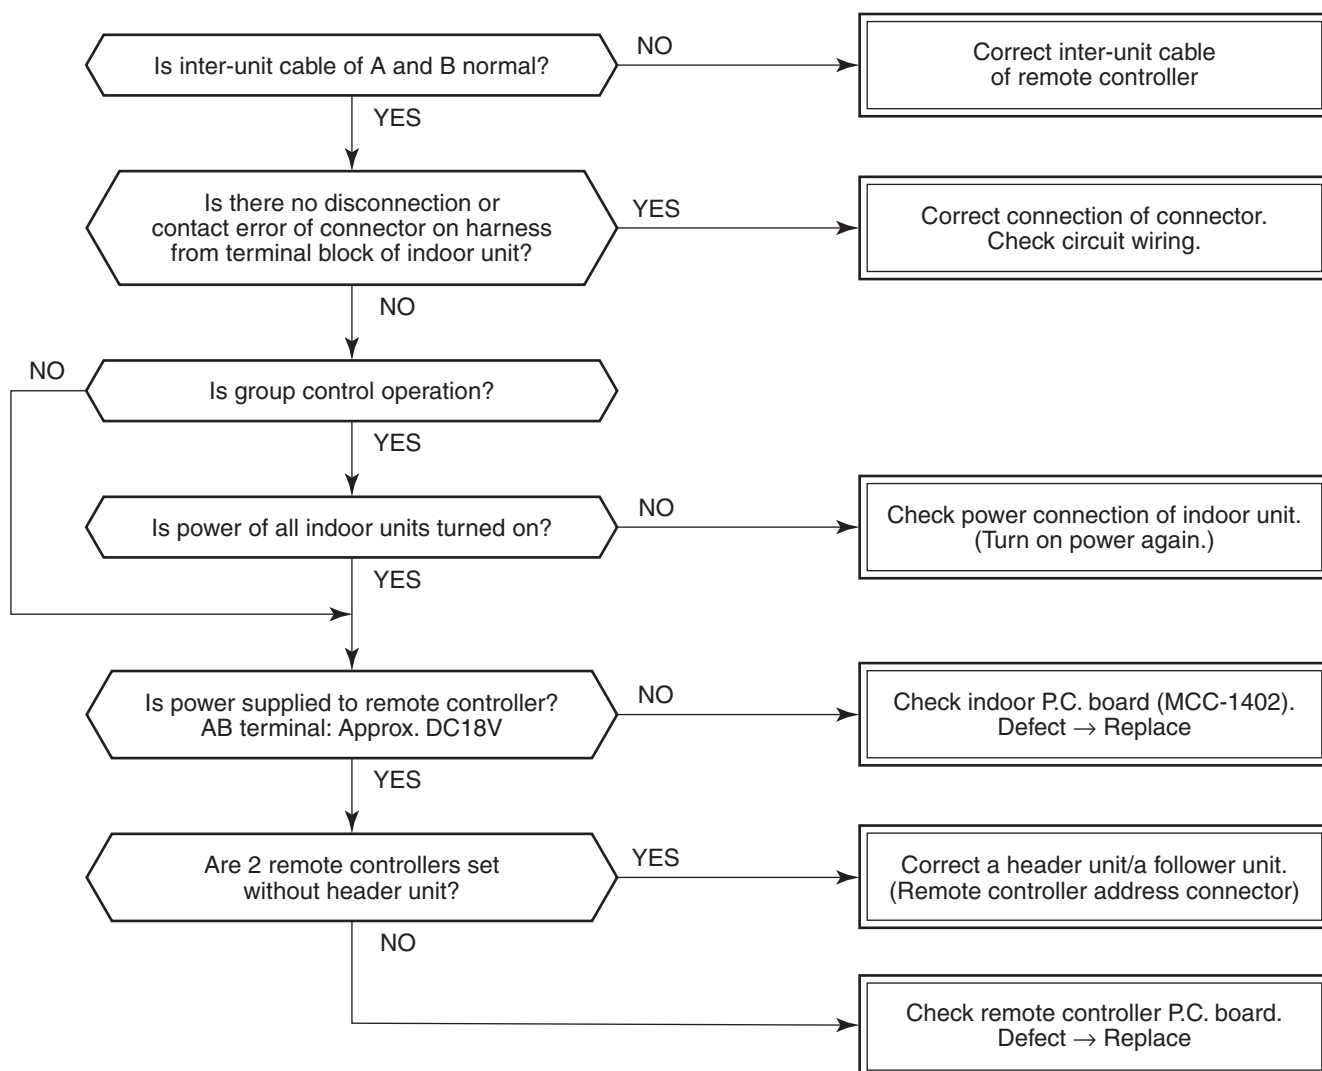 Is inter-unit cable of A and B normal?
NO
Correct inter-unit cable
of remote controller
YES
Is there no disconnection or
contact error of connector on harness
from terminal block of indoor unit?
YES
Correct connection of connector.
Check circuit wiring.
NO
NO
Is group control operation?
YES
Is power of all indoor units turned on?
NO
Check power connection of indoor unit.
(Turn on power again.)
YES
Is power supplied to remote controller?
AB terminal: Approx. DC18V
NO
Check indoor P.C. board (MCC-1402).
Defect → Replace
YES
Are 2 remote controllers set
without header unit?
YES
Correct a header unit/a follower unit.
(Remote controller address connector)
NO
Check remote controller P.C. board.
Defect → Replace